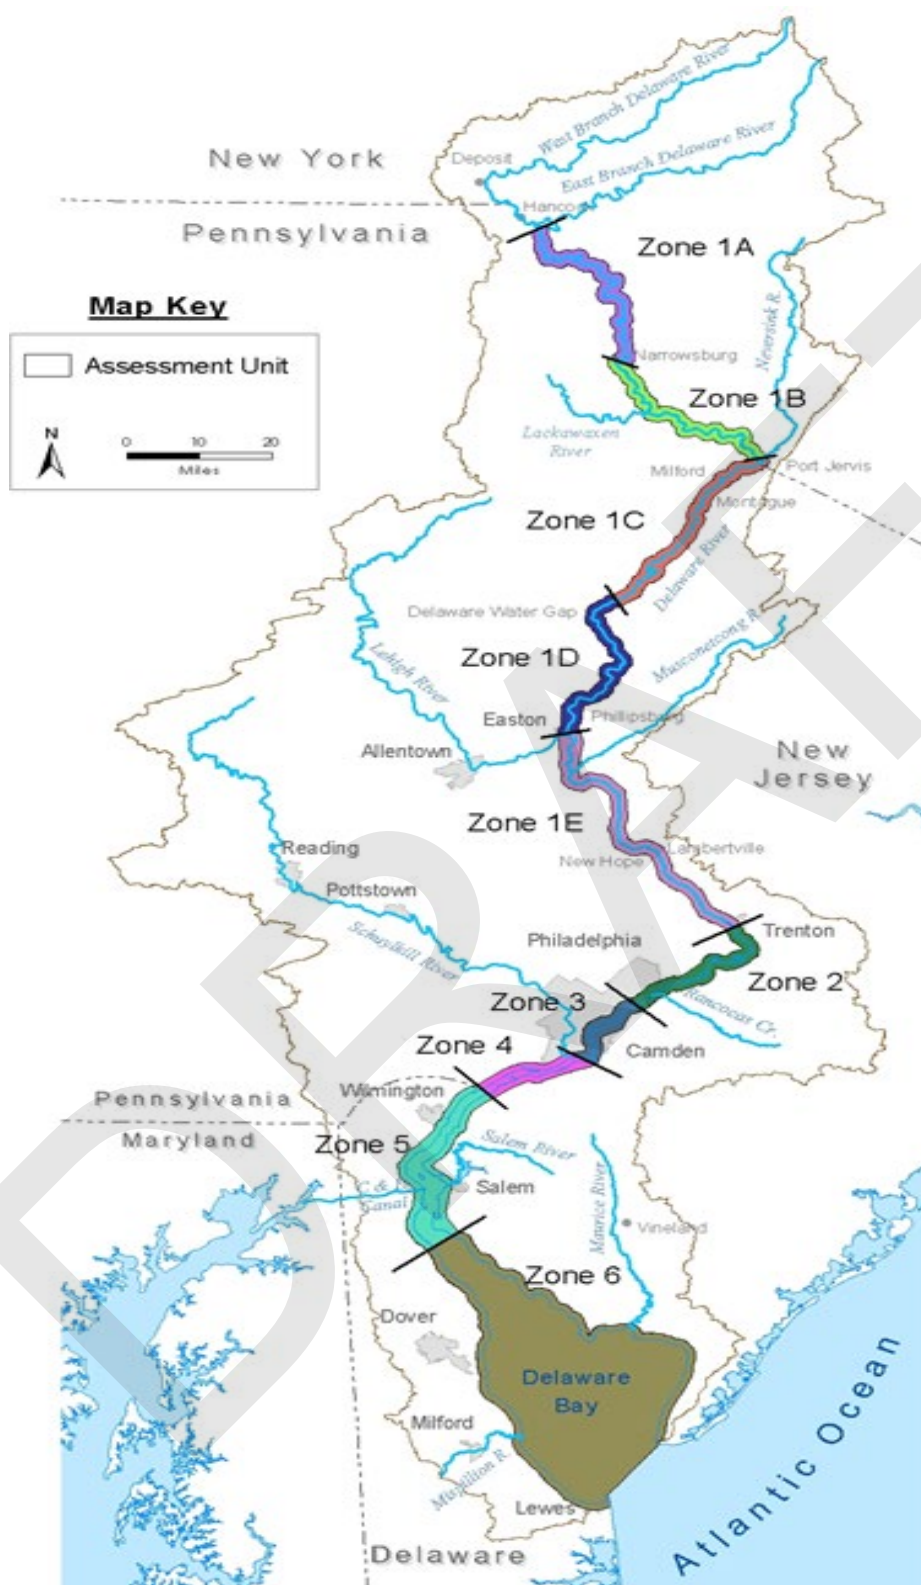 West Branch Delaware River
New York
Deposit
East Branch Delaware River
Hancock
Pennsylvania
Zone 1A
Map Key
Neversink R.
Assessment Unit
Narrowsburg
Zone 1B
N
0 10 20
Miles
Lackawaxen
River
Milford
Port Jervis
Montague
Zone 1C
Delaware River
Delaware Water Gap
Musconetcong R.
Lehigh River
Zone 1D
Easton
Phillipsburg
Allentown
New
Jersey
Zone 1E
Reading
Lambertville
New Hope
Pottstown
Trenton
Philadelphia
Schuylkill River
Zone 2
Zone 3
Rancocas Cr.
Zone 4
Camden
Wilmington
Pennsylvania
Maryland
Zone 5
Salem River
C &
Canal
Salem
Maurice River
Vineland
Zone 6
Dover
Delaware
Bay
Milford
Mispillion R.
Lewes
Atlantic Ocean
Delaware
DRAFT